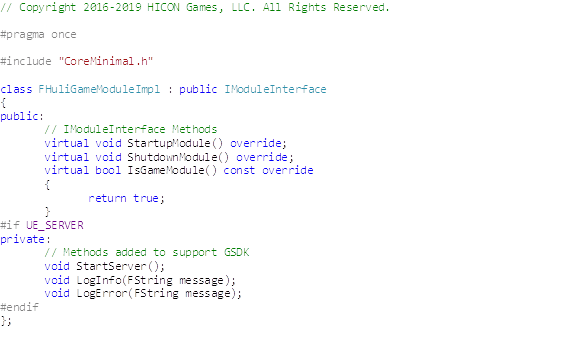 // Copyright 2016-2019 HICON Games, LLC. All Rights Reserved.

#pragma once

#include "CoreMinimal.h"

class FHuliGameModuleImpl : public IModuleInterface
{
public:
	// IModuleInterface Methods
	virtual void StartupModule() override;
	virtual void ShutdownModule() override;
	virtual bool IsGameModule() const override
	{
		return true;
	}
#if UE_SERVER
private:
	// Methods added to support GSDK
	void StartServer();
	void LogInfo(FString message);
	void LogError(FString message);
#endif
};